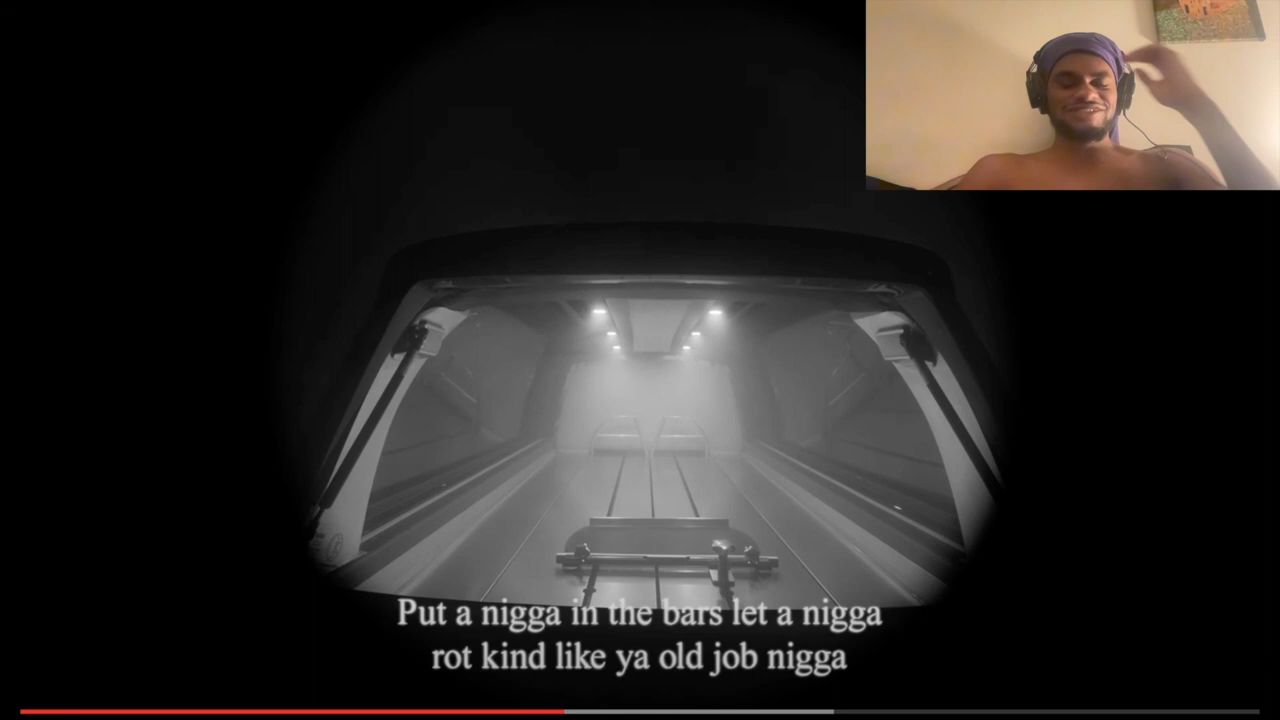 Put a nigga in the bars let a nigga
rot kind like ya old job nigga